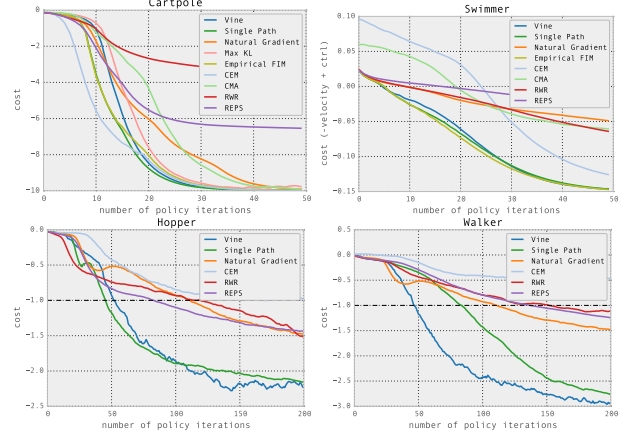 Cartpole
cost
0
−2
−4
−6
−8
−10
0
10
20
30
40
50
number of policy iterations
Vine
Single Path
Natural Gradient
Max KL
Empirical FIM
CEM
CMA
RWR
REPS
Swimmer
cost (-velocity + ctrl)
0.10
0.05
0.00
−0.05
−0.10
−0.15
0
10
20
30
40
50
number of policy iterations
Vine
Single Path
Natural Gradient
Empirical FIM
CEM
CMA
RWR
REPS
Hopper
cost
0.0
−0.5
−1.0
−1.5
−2.0
−2.5
0
50
100
150
200
number of policy iterations
Vine
Single Path
Natural Gradient
CEM
RWR
REPS
Walker
cost
0.5
0.0
−0.5
−1.0
−1.5
−2.0
−2.5
−3.0
0
50
100
150
200
number of policy iterations
Vine
Single Path
Natural Gradient
CEM
RWR
REPS